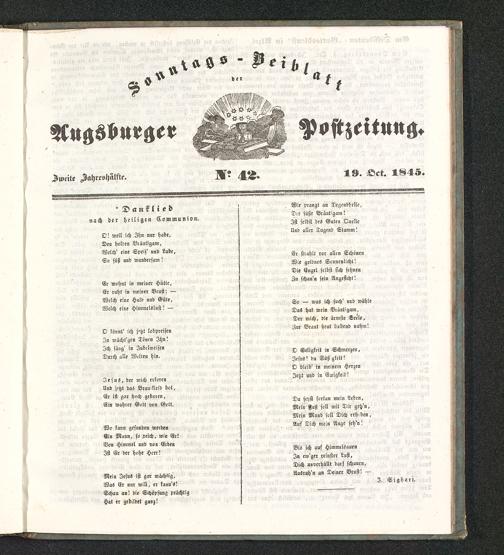 Sonntags-Beiblatt
der
Augsburger Postzeitung.
Zweite Jahreshälfte. No. 42. 19. Oct. 1845.
* Danklied
nach der heiligen Communion.
O! weil ich Ihn nur habe,
Den holden Bräutigam,
Welch' eine Speis' und Labe,
So süß und wundersam!
Er wohnt in meiner Hütte,
Er ruht in meiner Brust; —
Welch eine Huld und Güte,
Welch eine Himmelslust! —
O könnt' ich jetzt lobpreisen
In mächt'gen Tönen Ihn!
Ich säng' in Jubelweisen
Durch alle Welten hin.
Jesus, der mich erkoren
Und jetzt das Brautkleid bot,
Er ist gar hoch geboren,
Ein wahrer Gott von Gott.
Wo kann gefunden werden
Ein Mann, so reich, wie Er?
Von Himmel und von Erden
Ist Er der hohe Herr!
Mein Jesus ist gar mächtig,
Was Er nur will, er kann's!
Schau an! die Schöpfung prächtig
Hat er gebildet ganz!
Wie prangt an Tugendhelle,
Der süße Bräutigam!
Ist selbst des Guten Quelle
Und aller Tugend Stamm!
Er strahlt vor allen Schönen
Wie goldnes Sonnenlicht!
Die Engel selbst sich sehnen
Zu schau'n sein Angesicht!
So — was ich such' und wähle
Das hat mein Bräutigam,
Der mich, die ärmste Seele,
Zur Braut heut liebend nahm!
O Seligkeit in Schmerzen,
Jesus! du Süßigkeit!
O bleib' in meinem Herzen
Jetzt und in Ewigkeit!
Du sollst fortan mein Leben,
Mein Fuß soll mit Dir geh'n,
Mein Mund soll Dich erheben,
Auf Dich mein Aug' seh'n!
Bis ich auf Himmelsauen
In ew'ger reinster Lust,
Dich unverhüllt darf schauen,
Ausruh'n an Deiner Brust! —
J. Sighart.